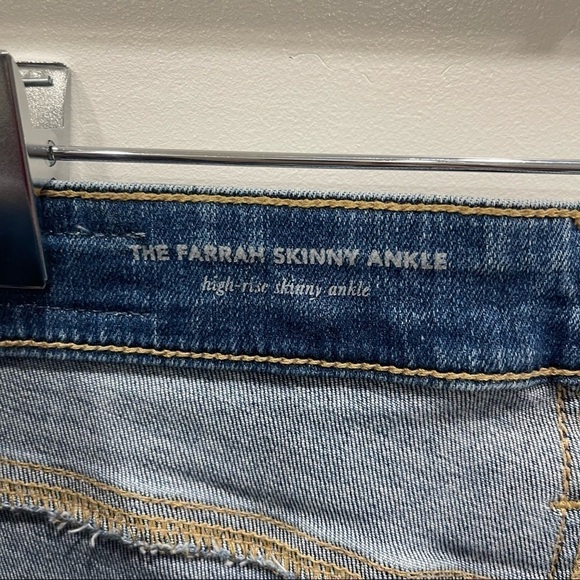 THE FARRAH SKINNY ANKLE
high-rise skinny ankle